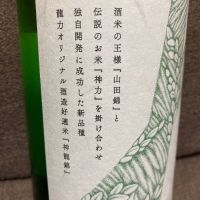 酒米の王様『山田錦』と
伝説のお米『神力』を掛け合わせ
独自開発に成功した新品種
龍力オリジナル酒造好適米『神龍錦』